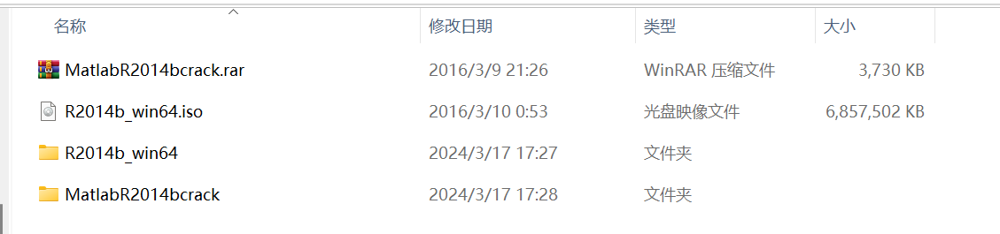 名称 修改日期 类型 大小
MatlabR2014bcrack.rar 2016/3/9 21:26 WinRAR 压缩文件 3,730 KB
R2014b_win64.iso 2016/3/10 0:53 光盘映像文件 6,857,502 KB
R2014b_win64 2024/3/17 17:27 文件夹
MatlabR2014bcrack 2024/3/17 17:28 文件夹